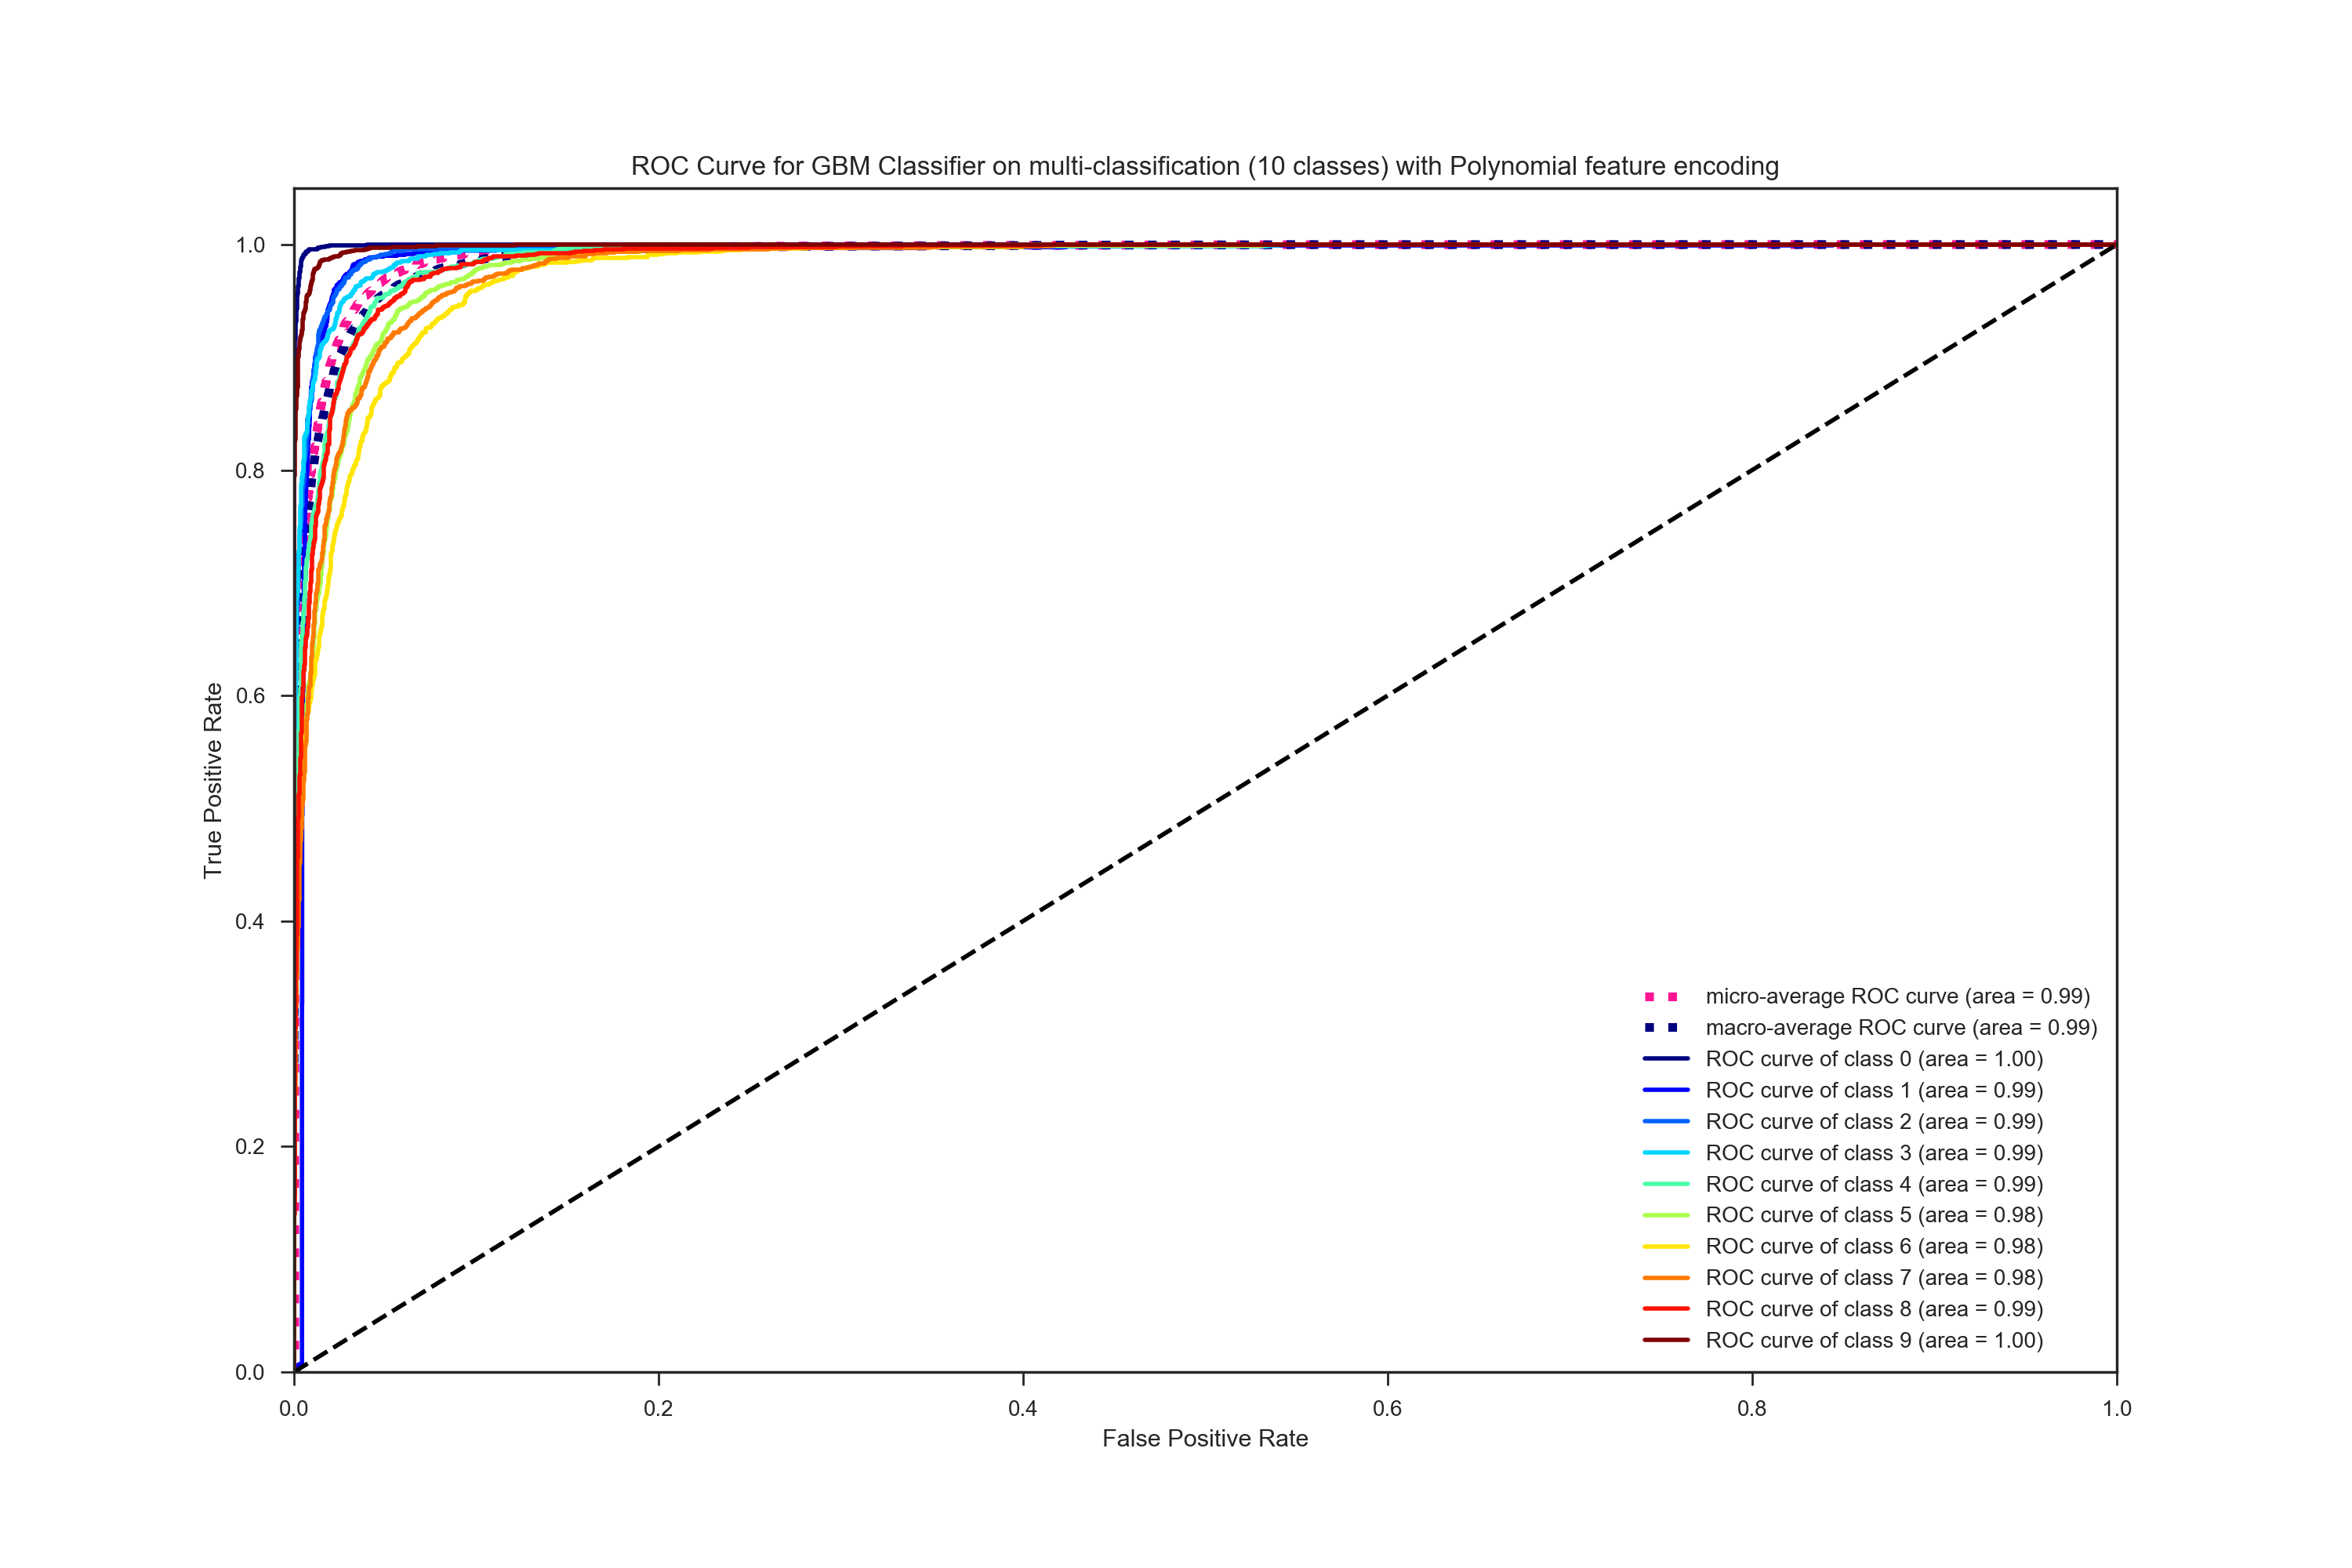 ROC Curve for GBM Classifier on multi-classification (10 classes) with Polynomial feature encoding
1.0
0.8
0.6
0.4
0.2
0.0
True Positive Rate
micro-average ROC curve (area = 0.99)
macro-average ROC curve (area = 0.99)
ROC curve of class 0 (area = 1.00)
ROC curve of class 1 (area = 0.99)
ROC curve of class 2 (area = 0.99)
ROC curve of class 3 (area = 0.99)
ROC curve of class 4 (area = 0.99)
ROC curve of class 5 (area = 0.98)
ROC curve of class 6 (area = 0.98)
ROC curve of class 7 (area = 0.98)
ROC curve of class 8 (area = 0.99)
ROC curve of class 9 (area = 1.00)
0.0 0.2 0.4 0.6 0.8 1.0
False Positive Rate